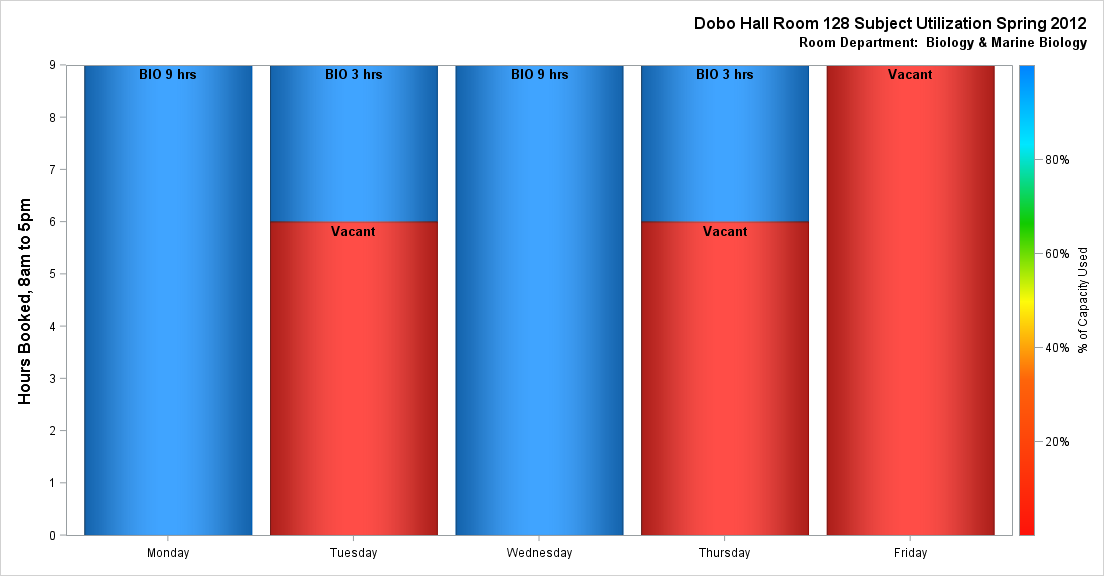 Dobo Hall Room 128 Subject Utilization Spring 2012
Room Department: Biology & Marine Biology
Hours Booked, 8am to 5pm
9
8
7
6
5
4
3
2
1
0
BIO 9 hrs
BIO 3 hrs
BIO 9 hrs
BIO 3 hrs
Vacant
Vacant
Vacant
Monday
Tuesday
Wednesday
Thursday
Friday
80%
60%
40%
20%
% of Capacity Used